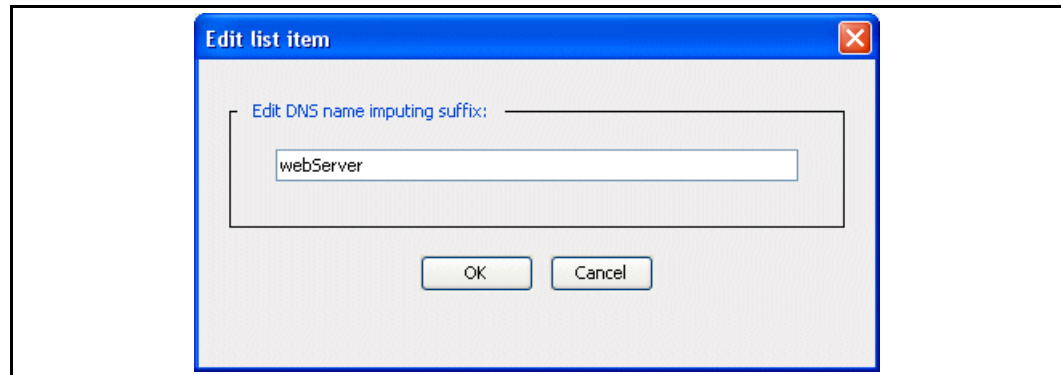 Edit list item
Edit DNS name imputing suffix:
webServer
OK
Cancel